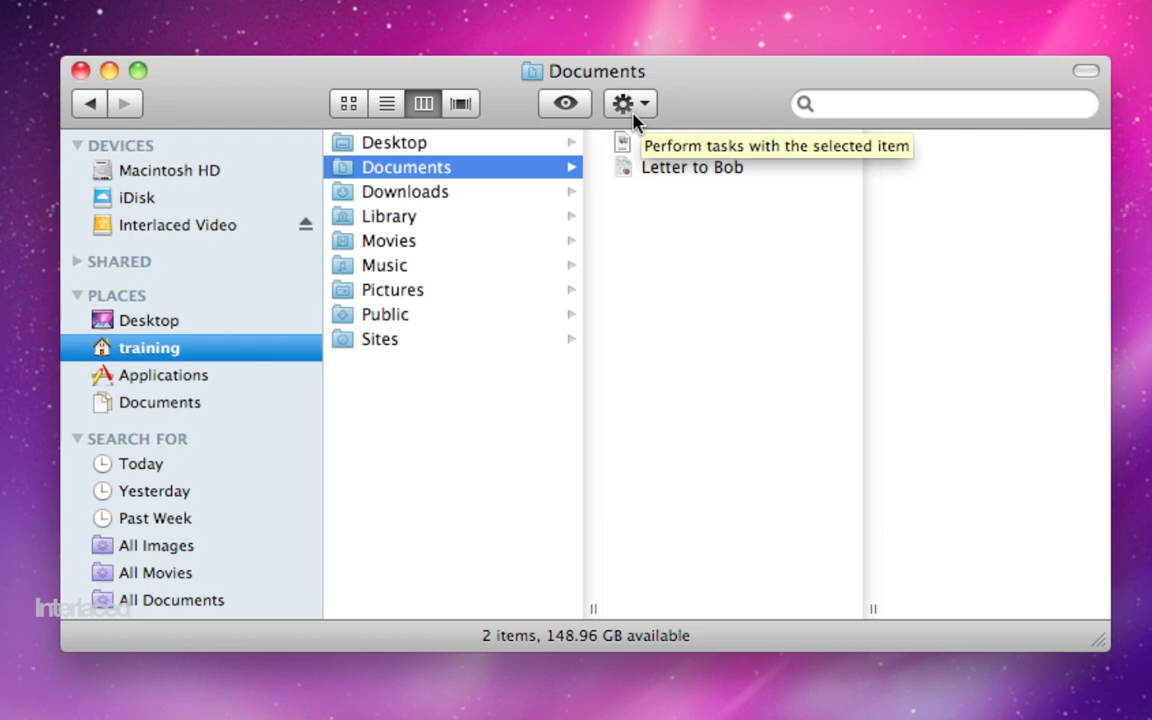 Documents
DEVICES
Macintosh HD
iDisk
Interlaced Video
SHARED
PLACES
Desktop
training
Applications
Documents
SEARCH FOR
Today
Yesterday
Past Week
All Images
All Movies
All Documents
Interlaced
Desktop
Documents
Downloads
Library
Movies
Music
Pictures
Public
Sites
Perform tasks with the selected item
Letter to Bob
2 items, 148.96 GB available